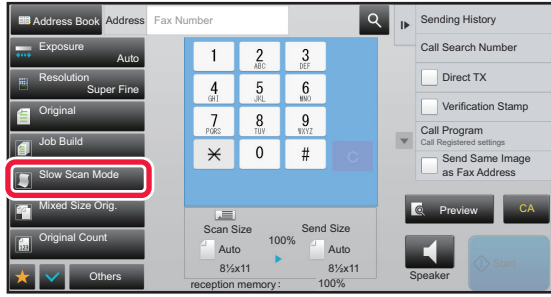 Address Book
Address
Fax Number
Exposure
Auto
Resolution
Super Fine
Original
Job Build
Slow Scan Mode
Mixed Size Orig.
Original Count
Others
1
2
ABC
3
DEF
4
GHI
5
JKL
6
MNO
7
PQRS
8
TUV
9
WXYZ
0
#
C
Scan Size
100%
Send Size
Auto
Auto
8½x11
8½x11
reception memory:
100%
Sending History
Call Search Number
Direct TX
Verification Stamp
Call Program
Call Registered settings
Send Same Image
as Fax Address
Preview
CA
Speaker
Start